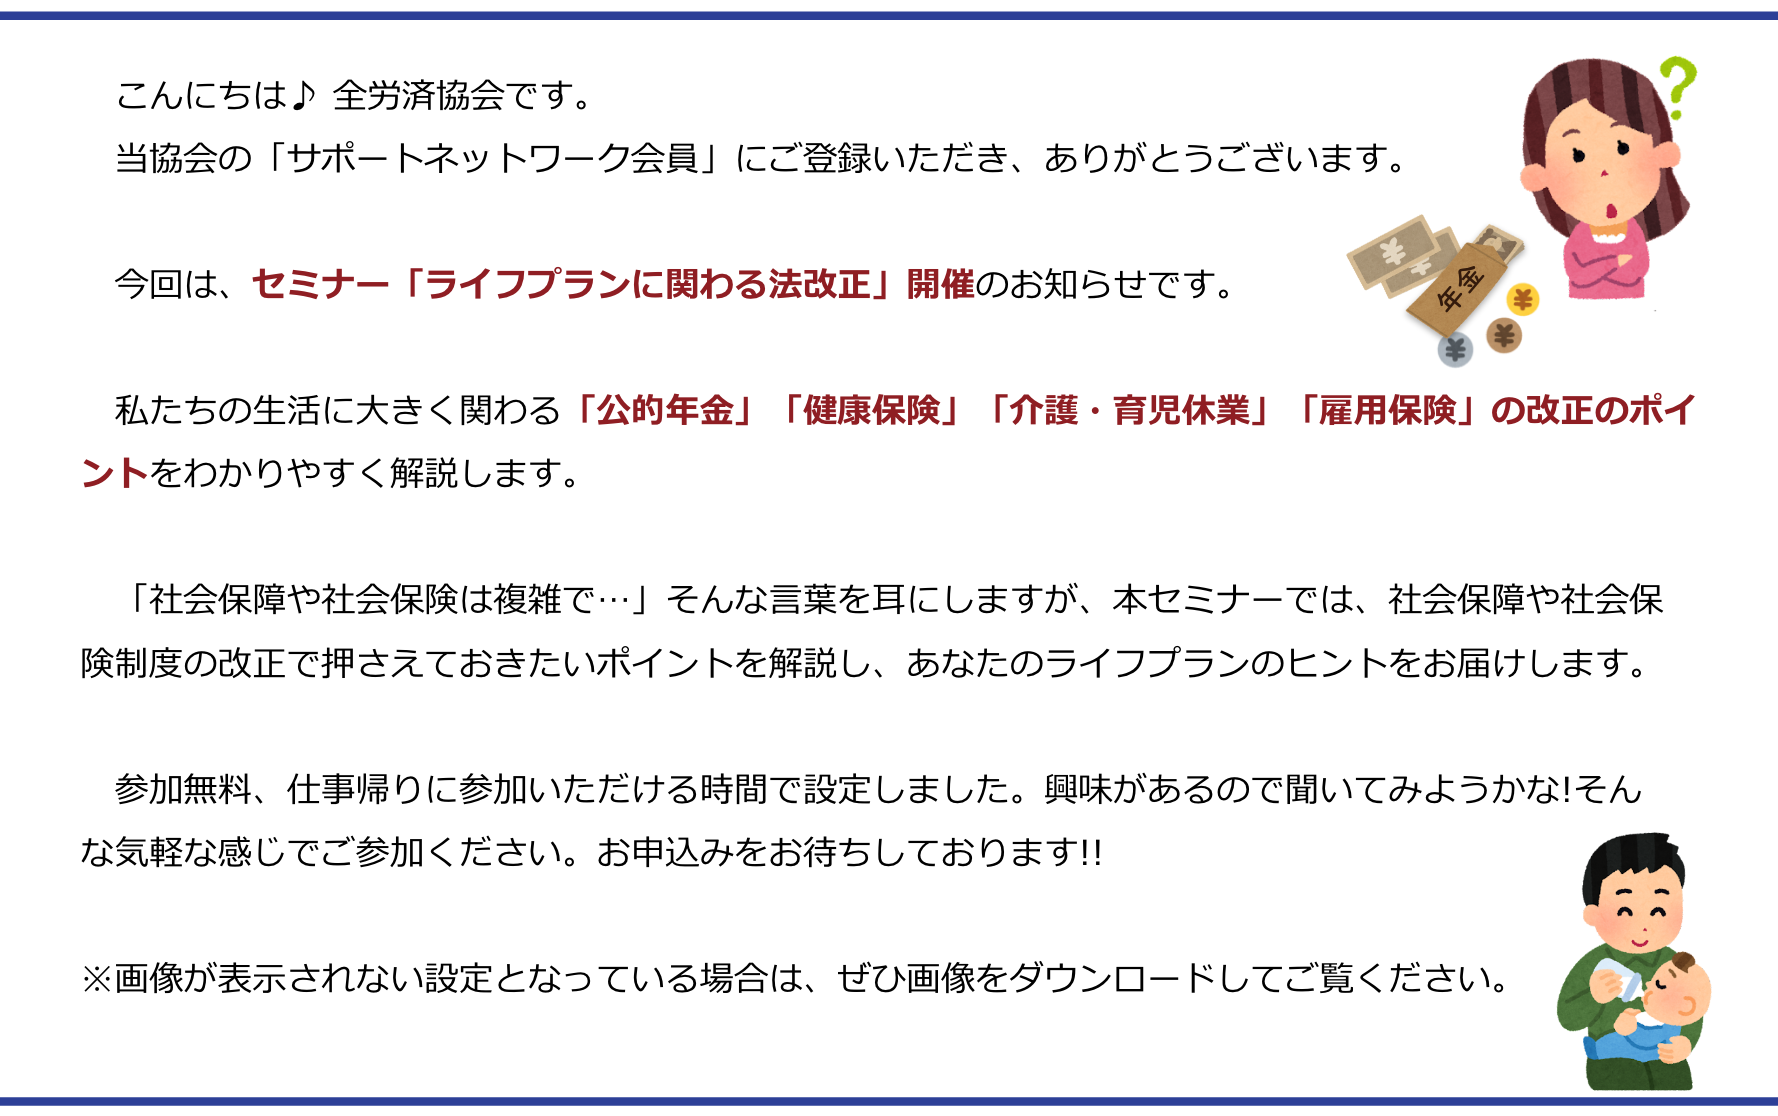 こんにちは♪ 全労済協会です。
当協会の「サポートネットワーク会員」にご登録いただき、ありがとうございます。
今回は、セミナー「ライフプランに関わる法改正」開催のお知らせです。
年金
私たちの生活に大きく関わる「公的年金」「健康保険」「介護・育児休業」「雇用保険」の改正のポイ
ントをわかりやすく解説します。
「社会保障や社会保険は複雑で…」そんな言葉を耳にしますが、本セミナーでは、社会保障や社会保
険制度の改正で押さえておきたいポイントを解説し、あなたのライフプランのヒントをお届けします。
参加無料、仕事帰りに参加いただける時間で設定しました。興味があるので聞いてみようかな!そん
な気軽な感じでご参加ください。お申込みをお待ちしております!!
※画像が表示されない設定となっている場合は、ぜひ画像をダウンロードしてご覧ください。